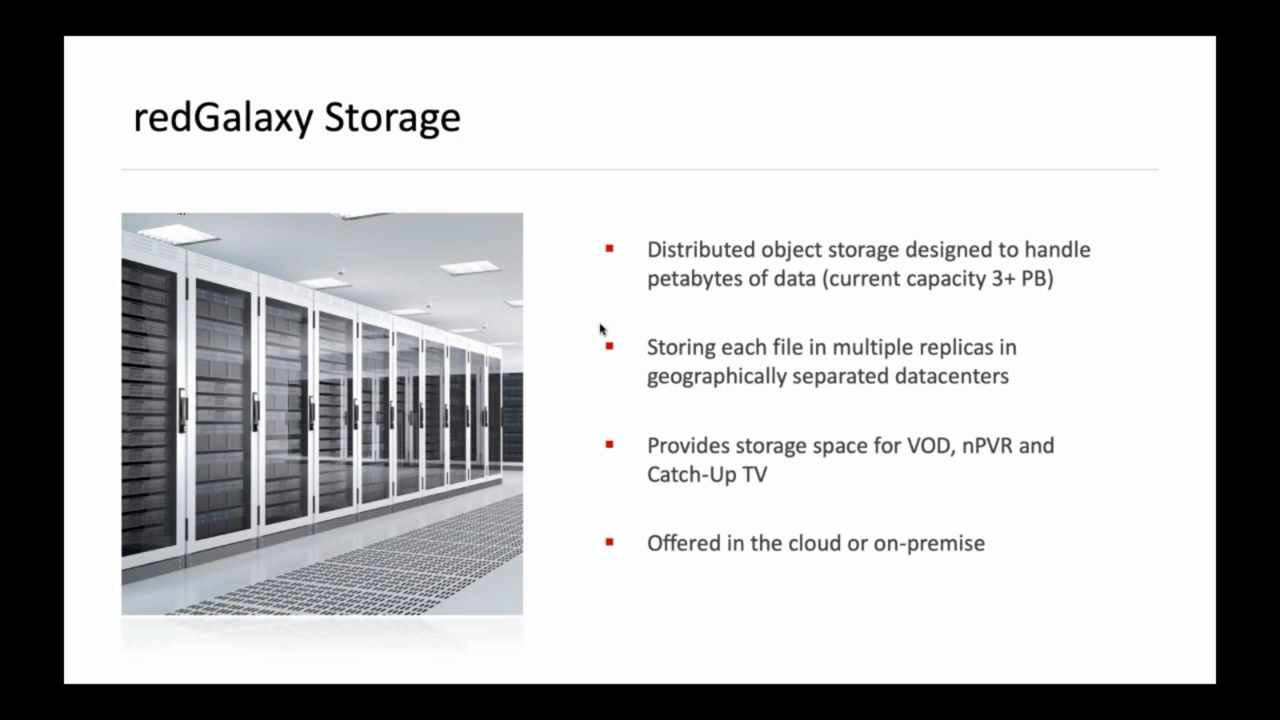 redGalaxy Storage
Distributed object storage designed to handle
petabytes of data (current capacity 3+ PB)
Storing each file in multiple replicas in
geographically separated datacenters
Provides storage space for VOD, nPVR and
Catch-Up TV
Offered in the cloud or on-premise